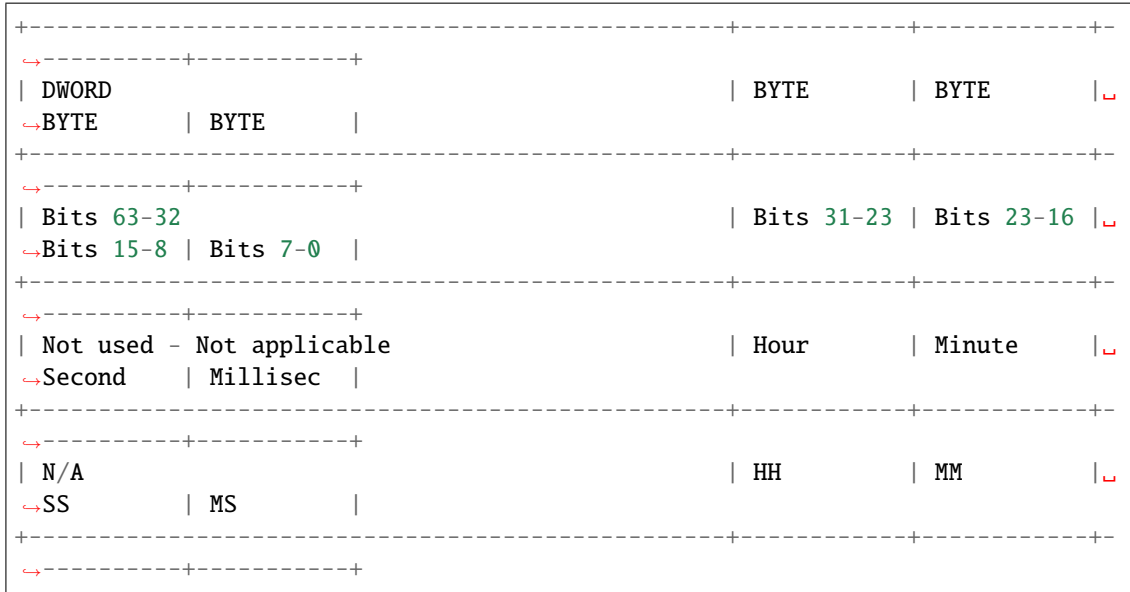 +-------------------------------------------------+------------+------------+-
↪----------+-----------+
| DWORD                                           | BYTE       | BYTE       |␣
↪BYTE      | BYTE      |
+-------------------------------------------------+------------+------------+-
↪----------+-----------+
| Bits 63-32                                      | Bits 31-23 | Bits 23-16 |␣
↪Bits 15-8 | Bits 7-0  |
+-------------------------------------------------+------------+------------+-
↪----------+-----------+
| Not used - Not applicable                       | Hour       | Minute     |␣
↪Second    | Millisec  |
+-------------------------------------------------+------------+------------+-
↪----------+-----------+
| N/A                                             | HH         | MM         |␣
↪SS        | MS        |
+-------------------------------------------------+------------+------------+-
↪----------+-----------+